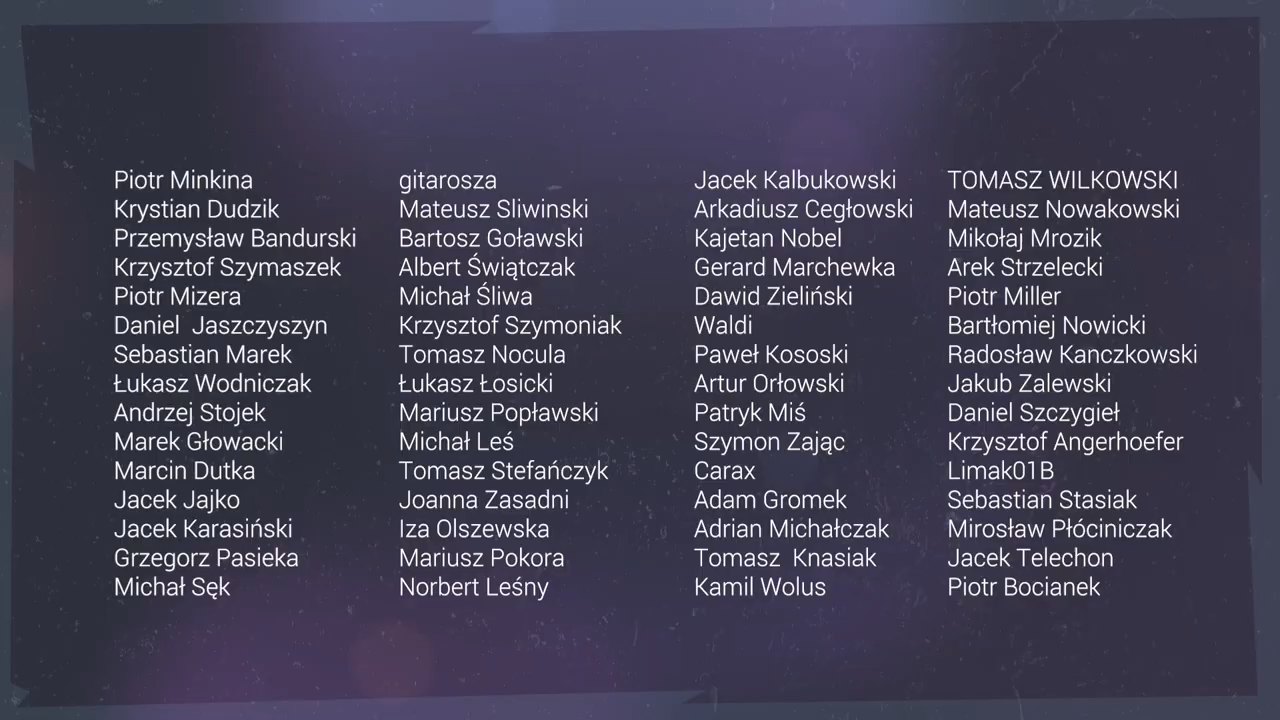 Piotr Minkina
Krystian Dudzik
Przemysław Bandurski
Krzysztof Szymaszek
Piotr Mizera
Daniel  Jaszczyszyn
Sebastian Marek
Łukasz Wodniczak
Andrzej Stojek
Marek Głowacki
Marcin Dutka
Jacek Jajko
Jacek Karasiński
Grzegorz Pasieka
Michał Sęk
gitarosza
Mateusz Sliwinski
Bartosz Goławski
Albert Świątczak
Michał Śliwa
Krzysztof Szymoniak
Tomasz Nocula
Łukasz Łosicki
Mariusz Popławski
Michał Leś
Tomasz Stefańczyk
Joanna Zasadni
Iza Olszewska
Mariusz Pokora
Norbert Leśny
Jacek Kalbukowski
Arkadiusz Cegłowski
Kajetan Nobel
Gerard Marchewka
Dawid Zieliński
Waldi
Paweł Kososki
Artur Orłowski
Patryk Miś
Szymon Zając
Carax
Adam Gromek
Adrian Michałczak
Tomasz  Knasiak
Kamil Wolus
TOMASZ WILKOWSKI
Mateusz Nowakowski
Mikołaj Mrozik
Arek Strzelecki
Piotr Miller
Bartłomiej Nowicki
Radosław Kanczkowski
Jakub Zalewski
Daniel Szczygieł
Krzysztof Angerhoefer
Limak01B
Sebastian Stasiak
Mirosław Płóciniczak
Jacek Telechon
Piotr Bocianek